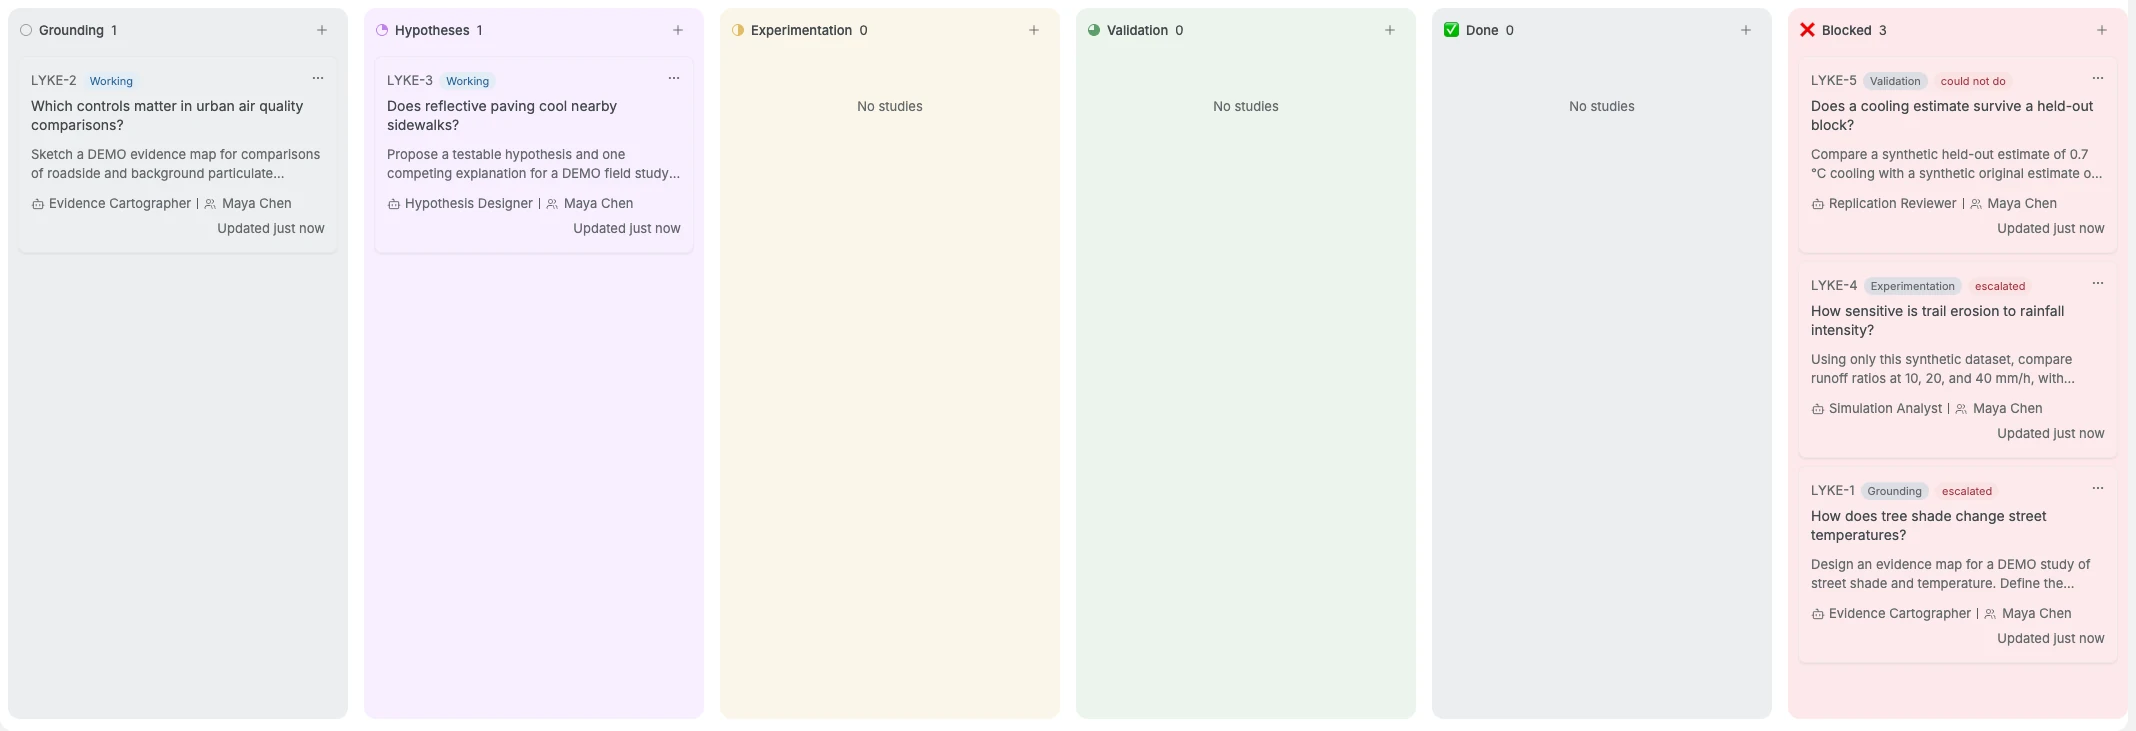 Grounding 1
LYKE-2 Working
Which controls matter in urban air quality
comparisons?
Sketch a DEMO evidence map for comparisons
of roadside and background particulate...
Evidence Cartographer | Maya Chen
Updated just now
Hypotheses 1
LYKE-3 Working
Does reflective paving cool nearby
sidewalks?
Propose a testable hypothesis and one
competing explanation for a DEMO field study...
Hypothesis Designer | Maya Chen
Updated just now
Experimentation 0
No studies
Validation 0
No studies
Done 0
No studies
Blocked 3
LYKE-5 Validation could not do
Does a cooling estimate survive a held-out
block?
Compare a synthetic held-out estimate of 0.7
°C cooling with a synthetic original estimate o...
Replication Reviewer | Maya Chen
Updated just now
LYKE-4 Experimentation escalated
How sensitive is trail erosion to rainfall
intensity?
Using only this synthetic dataset, compare
runoff ratios at 10, 20, and 40 mm/h, with...
Simulation Analyst | Maya Chen
Updated just now
LYKE-1 Grounding escalated
How does tree shade change street
temperatures?
Design an evidence map for a DEMO study of
street shade and temperature. Define the...
Evidence Cartographer | Maya Chen
Updated just now